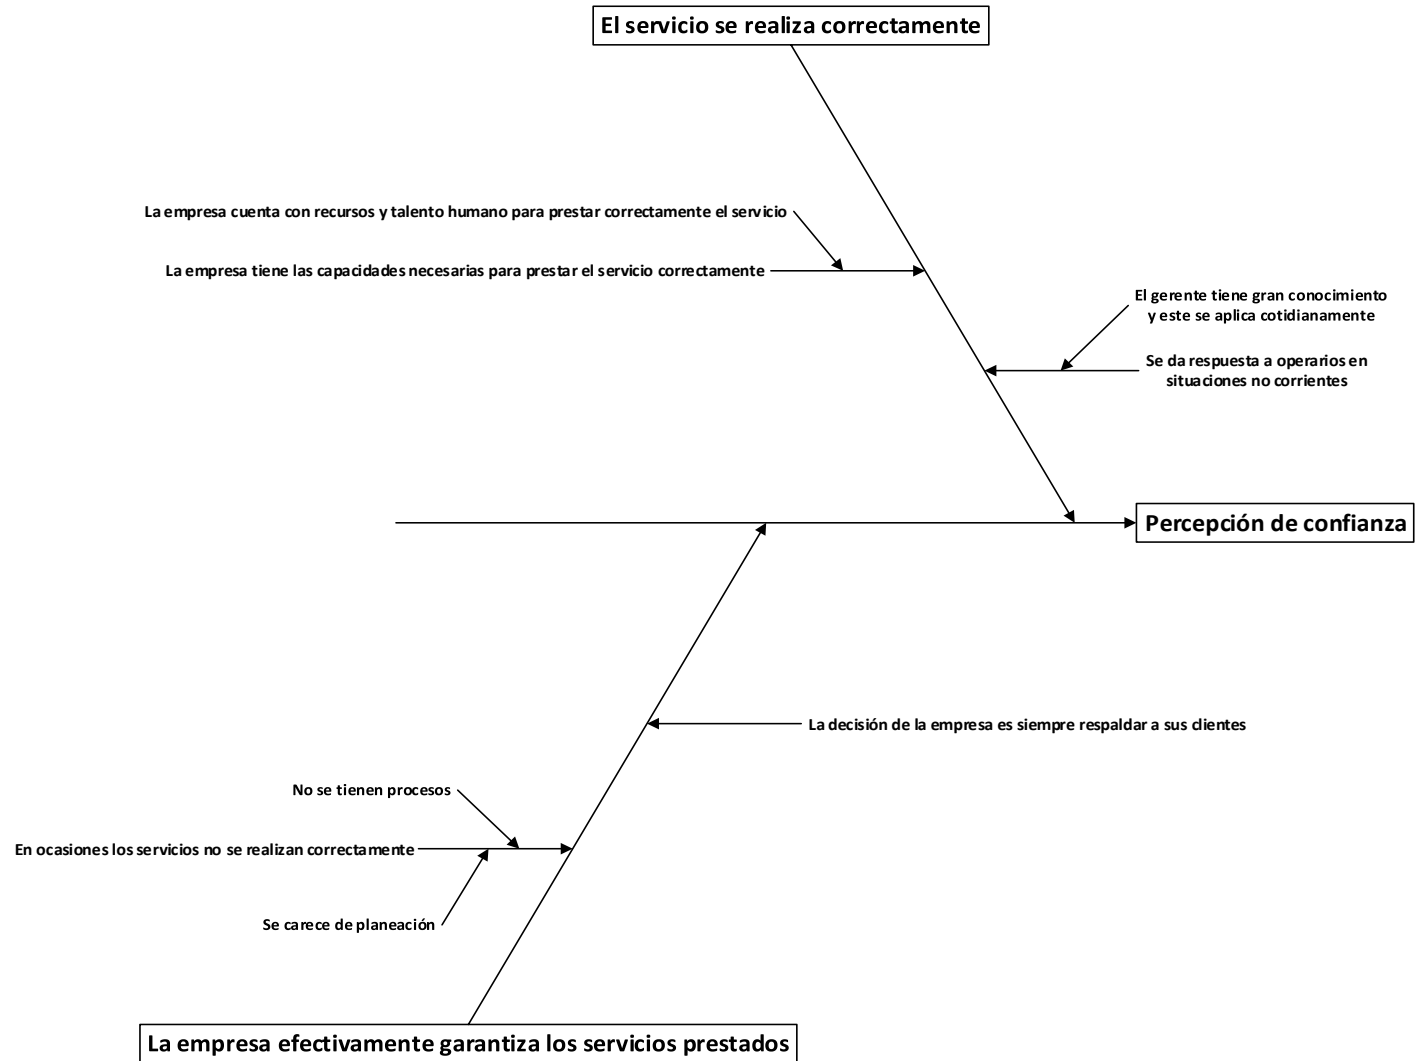 El servicio se realiza correctamente
La empresa cuenta con recursos y talento humano para prestar correctamente el servicio
La empresa tiene las capacidades necesarias para prestar el servicio correctamente
El gerente tiene gran conocimiento
y este se aplica cotidianamente
Se da respuesta a operarios en
situaciones no corrientes
Percepción de confianza
La decisión de la empresa es siempre respaldar a sus clientes
No se tienen procesos
En ocasiones los servicios no se realizan correctamente
Se carece de planeación
La empresa efectivamente garantiza los servicios prestados